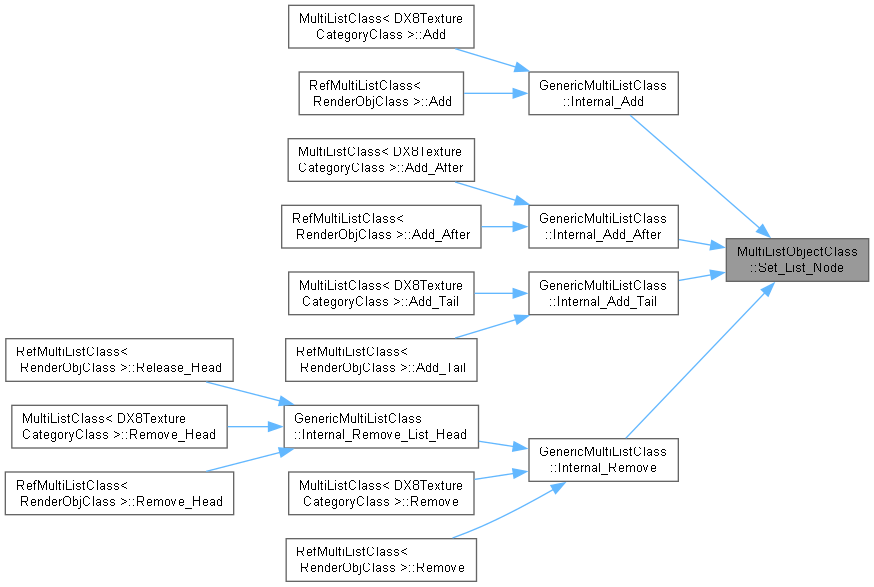 MultiListClass< DX8Texture
CategoryClass >::Add
RefMultiListClass<
RenderObjClass >::Add
GenericMultiListClass
::Internal_Add
MultiListClass< DX8Texture
CategoryClass >::Add_After
RefMultiListClass<
RenderObjClass >::Add_After
GenericMultiListClass
::Internal_Add_After
MultiListObjectClass
::Set_List_Node
MultiListClass< DX8Texture
CategoryClass >::Add_Tail
GenericMultiListClass
::Internal_Add_Tail
RefMultiListClass<
RenderObjClass >::Add_Tail
RefMultiListClass<
RenderObjClass >::Release_Head
MultiListClass< DX8Texture
CategoryClass >::Remove_Head
GenericMultiListClass
::Internal_Remove_List_Head
GenericMultiListClass
::Internal_Remove
RefMultiListClass<
RenderObjClass >::Remove_Head
MultiListClass< DX8Texture
CategoryClass >::Remove
RefMultiListClass<
RenderObjClass >::Remove